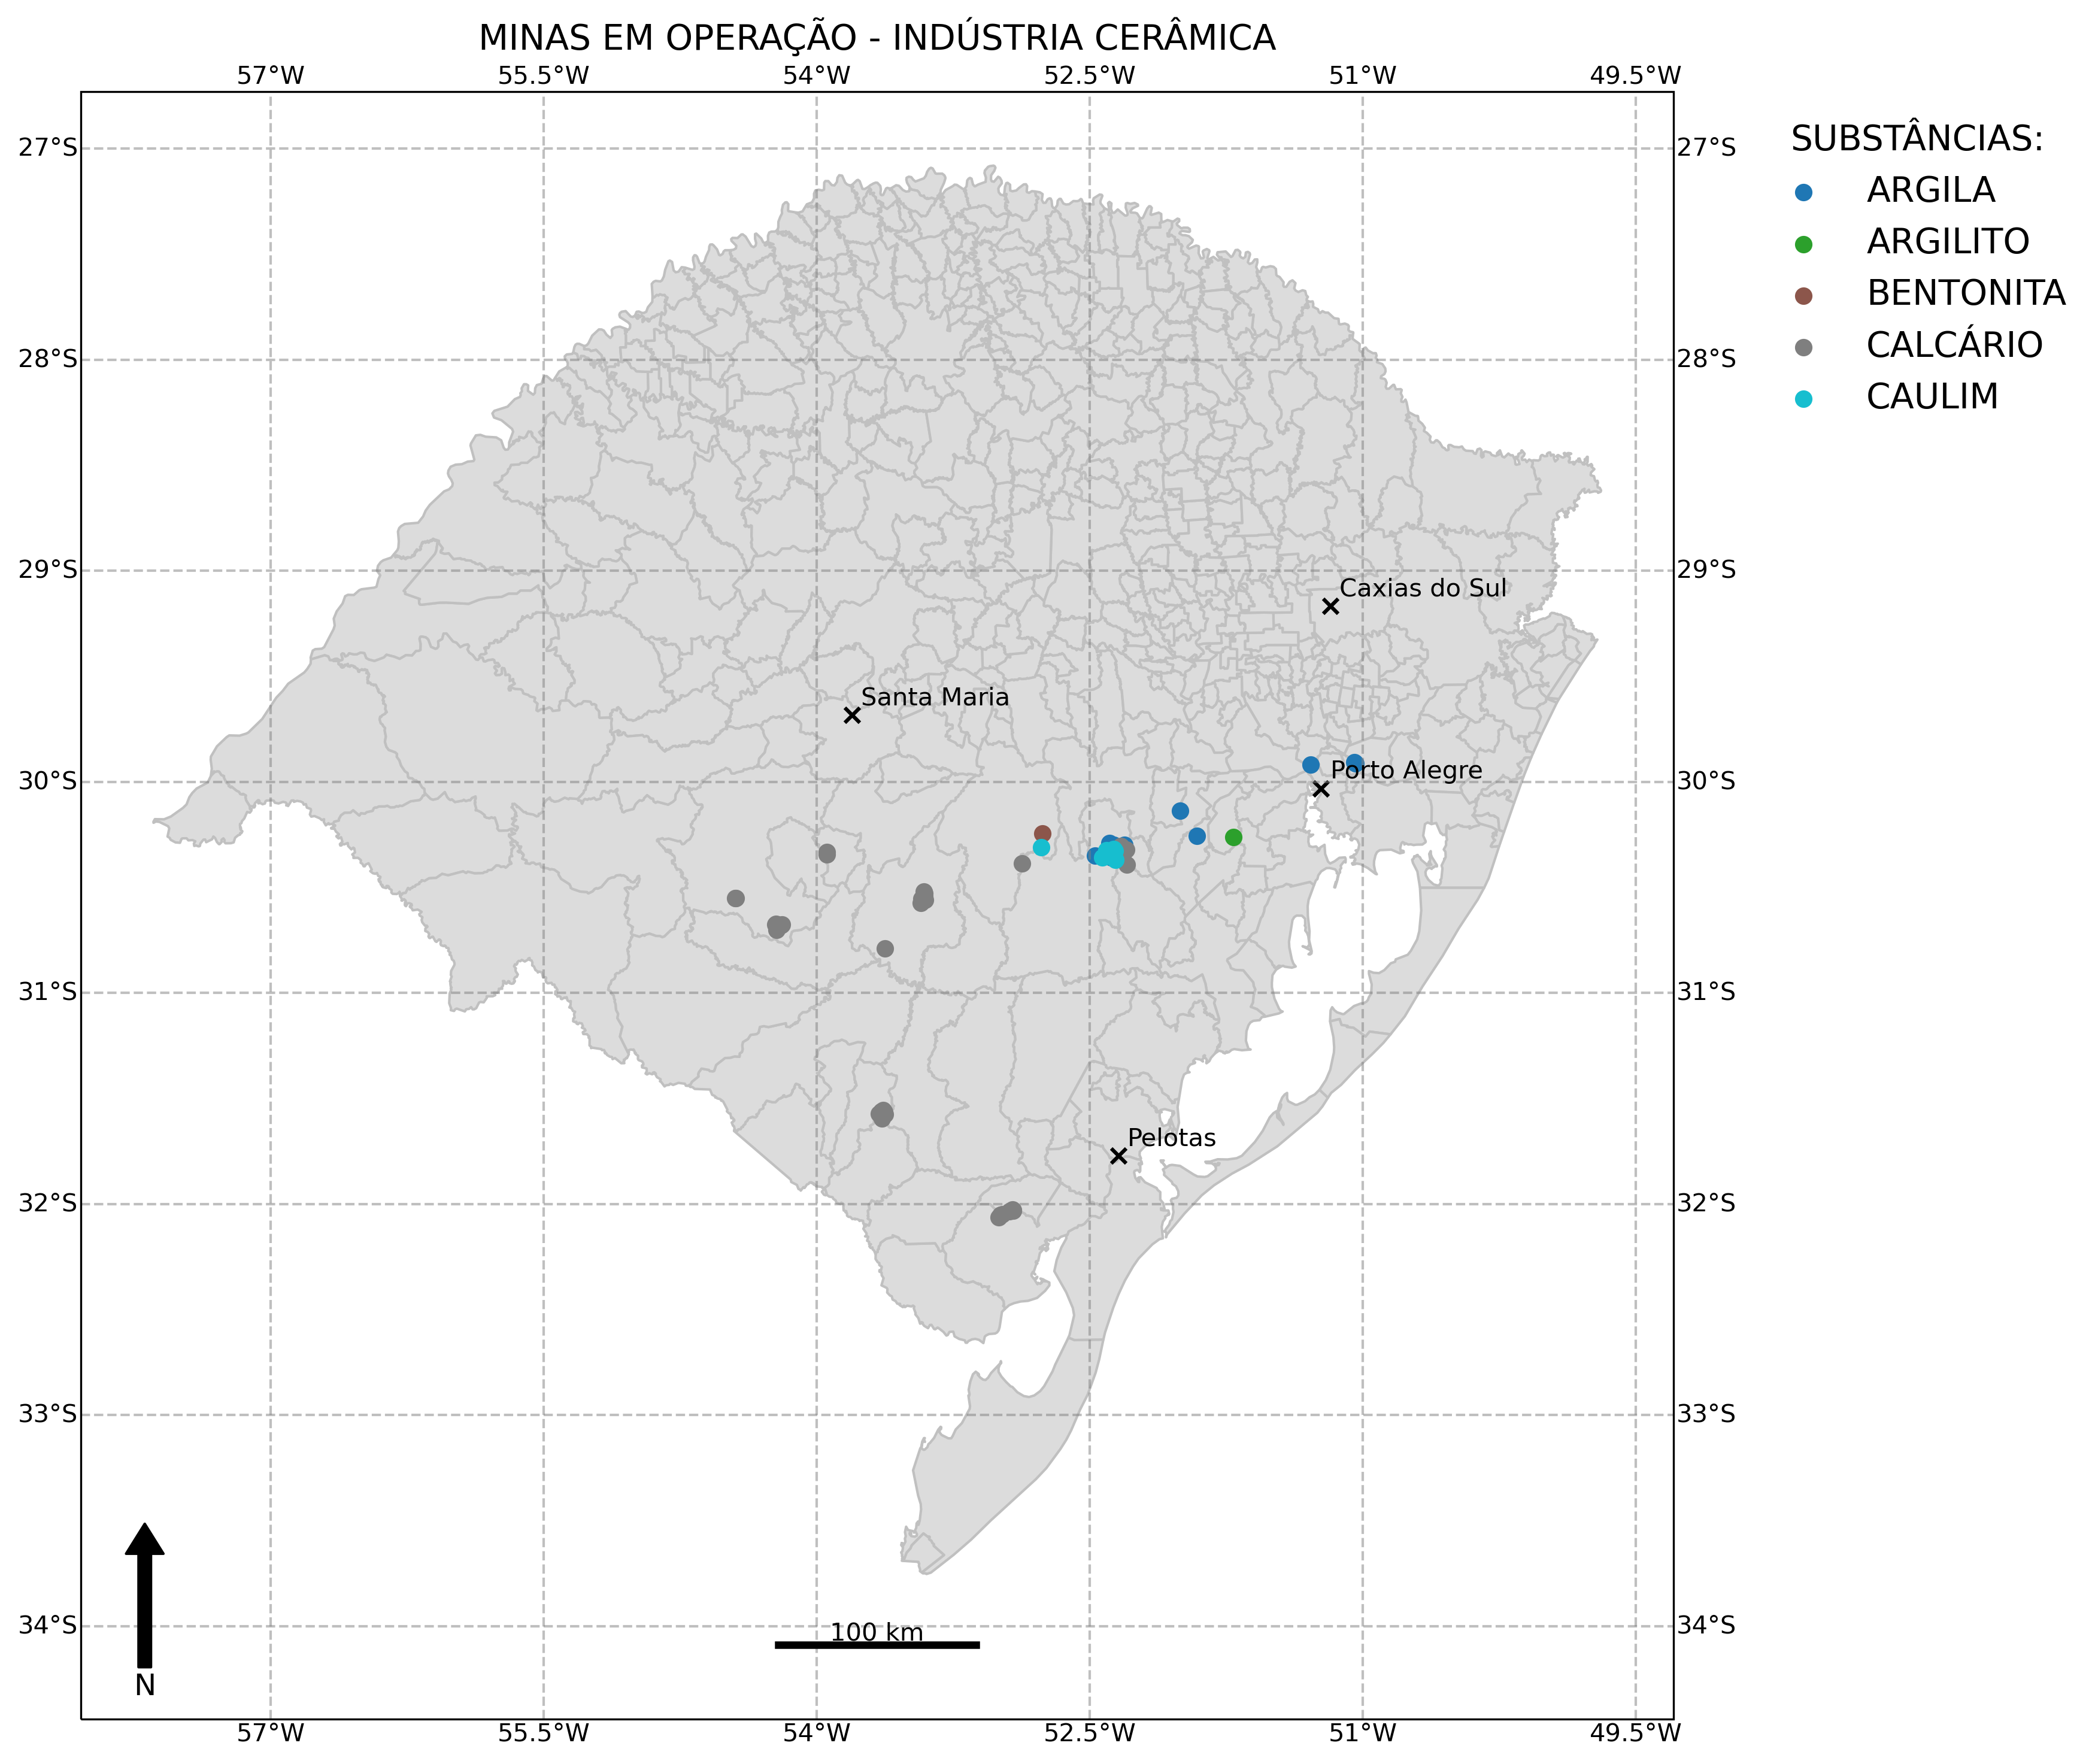 MINAS EM OPERAÇÃO - INDÚSTRIA CERÂMICA
57°W 55.5°W 54°W 52.5°W 51°W 49.5°W
SUBSTÂNCIAS:
ARGILA
ARGILITO
BENTONITA
CALCÁRIO
CAULIM
27°S 27°S
28°S 28°S
29°S 29°S
Caxias do Sul
Santa Maria
30°S 30°S
Porto Alegre
31°S 31°S
Pelotas
32°S 32°S
33°S 33°S
34°S 34°S
100 km
N
57°W 55.5°W 54°W 52.5°W 51°W 49.5°W